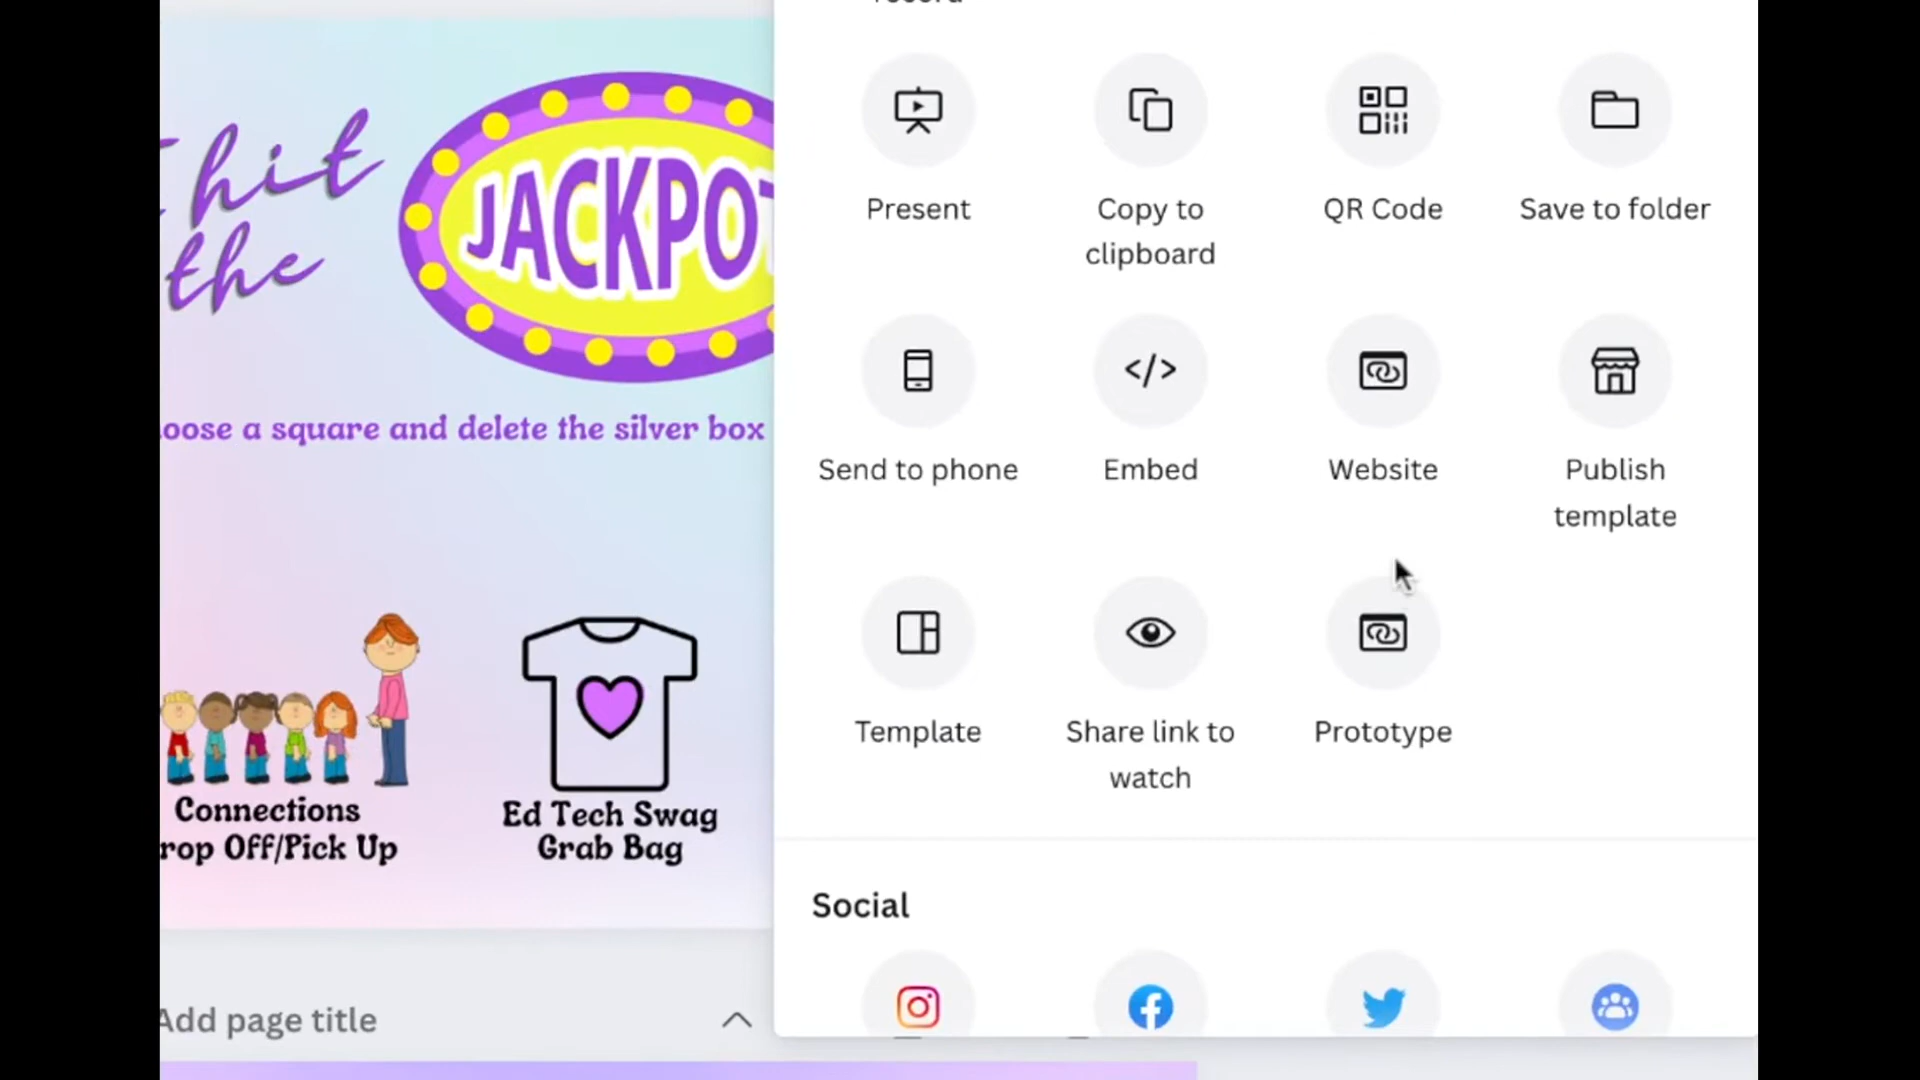 hit
the
JACKPOT
oose a square and delete the silver box
Connections
rop Off/Pick Up
Ed Tech Swag
Grab Bag
Add page title
record
Present
Copy to
clipboard
QR Code
Save to folder
Send to phone
Embed
Website
Publish
template
Template
Share link to
watch
Prototype
Social